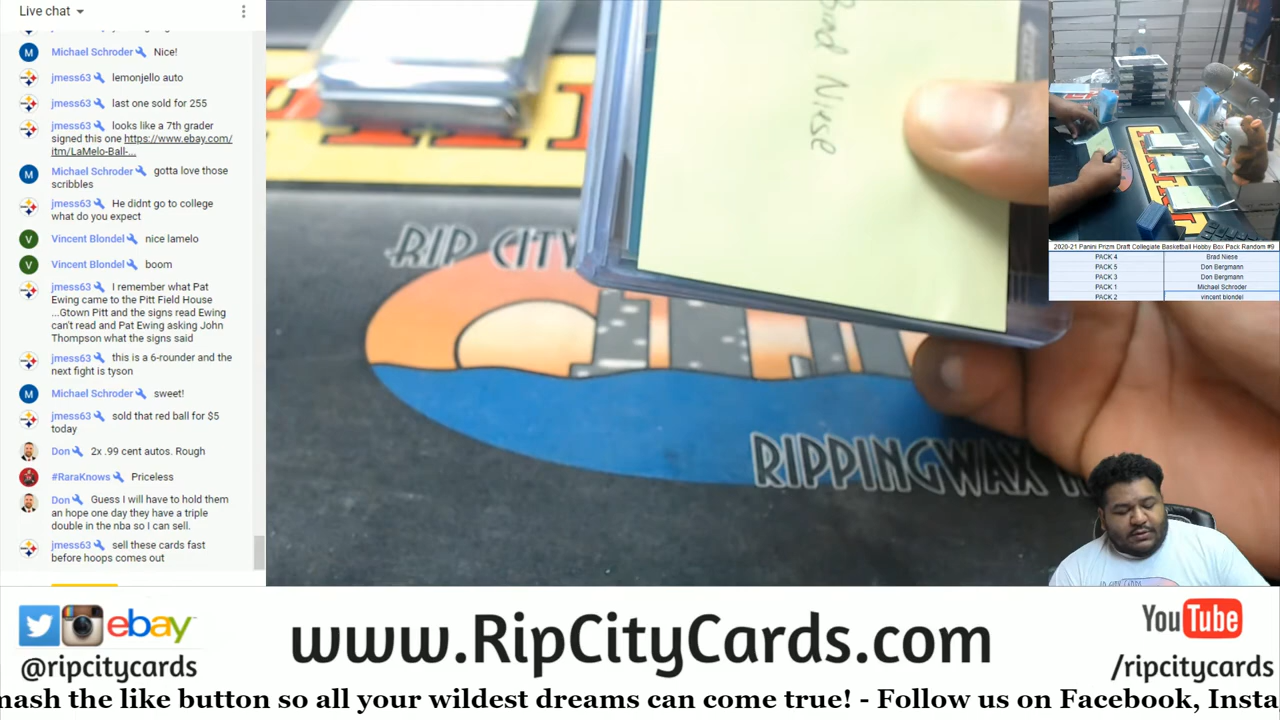 Live chat
Michael Schroder Nice!
jmess63 lemonjello auto
jmess63 last one sold for 255
jmess63 looks like a 7th grader
signed this one https://www.ebay.com/
itm/LaMelo-Ball-...
Michael Schroder gotta love those
scribbles
jmess63 He didnt go to college
what do you expect
Vincent Blondel nice lamelo
Vincent Blondel boom
jmess63 I remember what Pat
Ewing came to the Pitt Field House
...Gtown Pitt and the signs read Ewing
can't read and Pat Ewing asking John
Thompson what the signs said
jmess63 this is a 6-rounder and the
next fight is tyson
Michael Schroder sweet!
jmess63 sold that red ball for $5
today
Don 2x .99 cent autos. Rough
#RaraKnows Priceless
Don Guess I will have to hold them
an hope one day they have a triple
double in the nba so I can sell.
jmess63 sell these cards fast
before hoops comes out
Niese
RIP CITY
RIPPINGWAX
2020-21 Panini Prizm Draft Collegiate Basketball Hobby Box Pack Random #9
PACK 4 Brad Niese
PACK 5 Don Bergmann
PACK 3 Don Bergmann
PACK 1 Michael Schroder
PACK 2 vincent blondel
ebay
@ripcitycards
www.RipCityCards.com
YouTube
/ripcitycards
mash the like button so all your wildest dreams can come true! - Follow us on Facebook, Insta